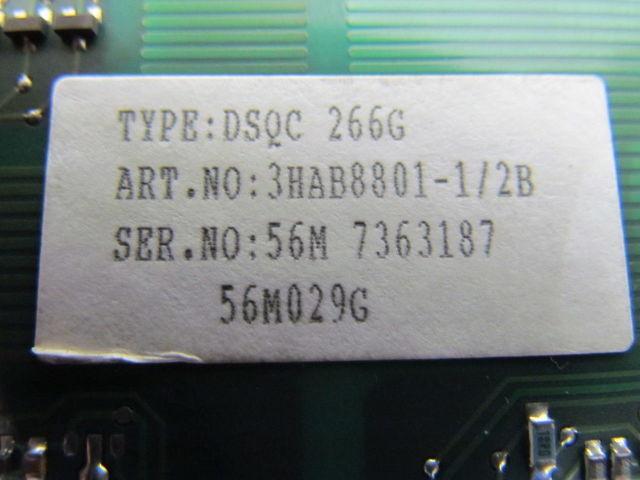 TYPE:DSQC 266G
ART.NO:3HAB8801-1/2B
SER.NO:56M 7363187
56M029G